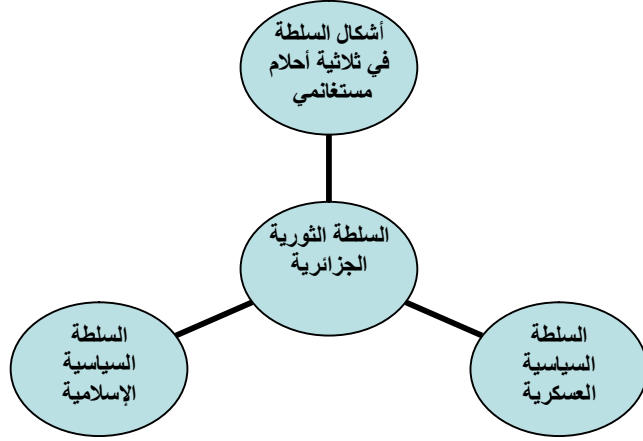 أشكال السلطة
في ثلاثية أحلام
مستغانمي
السلطة الثورية
الجزائرية
السلطة
السياسية
العسكرية
السلطة
السياسية
الإسلامية